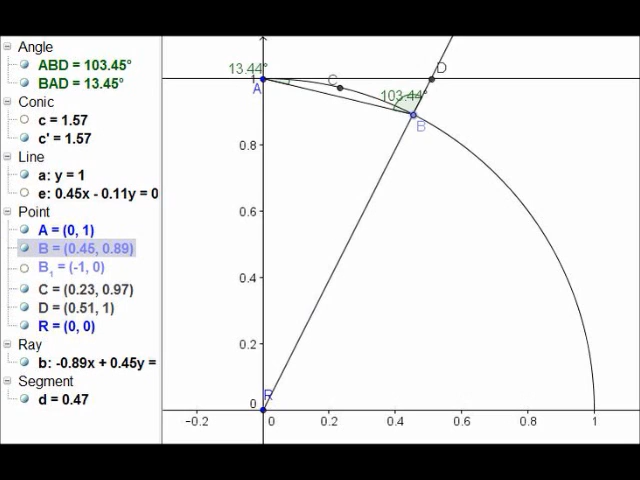 Angle
ABD = 103.45°
BAD = 13.45°
Conic
c = 1.57
c' = 1.57
Line
a: y = 1
e: 0.45x - 0.11y = 0
Point
A = (0, 1)
B = (0.45, 0.89)
B₁ = (-1, 0)
C = (0.23, 0.97)
D = (0.51, 1)
R = (0, 0)
Ray
b: -0.89x + 0.45y =
Segment
d = 0.47
13.44°
1
A
C
D
103.44°
B
0.8
0.6
0.4
0.2
0
R
-0.2
0
0.2
0.4
0.6
0.8
1